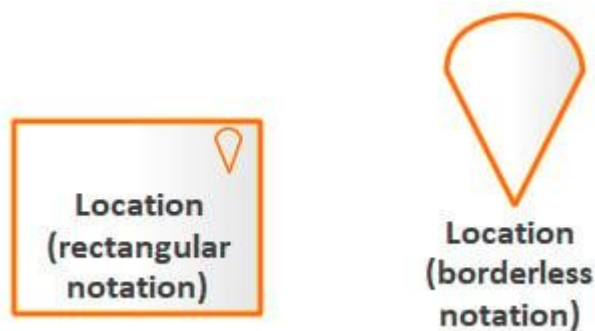 Location
(rectangular
notation)
Location
(borderless
notation)